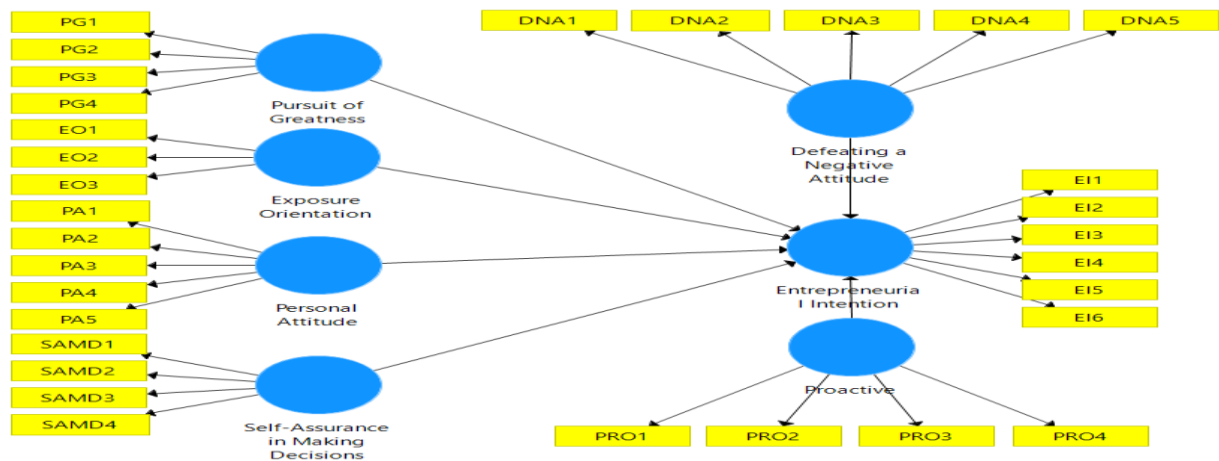 PG1
PG2
PG3
PG4
EO1
EO2
EO3
PA1
PA2
PA3
PA4
PA5
SAMD1
SAMD2
SAMD3
SAMD4
Pursuit of
Greatness
Exposure
Orientation
Personal
Attitude
Self-Assurance
in Making
Decisions
DNA1
DNA2
DNA3
DNA4
DNA5
Defeating a
Negative
Attitude
Entrepreneuria
l Intention
EI1
EI2
EI3
EI4
EI5
EI6
Proactive
PRO1
PRO2
PRO3
PRO4